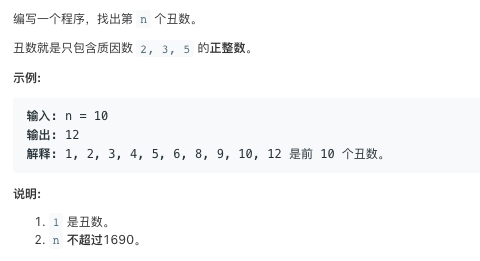 编写一个程序，找出第 n 个丑数。
丑数就是只包含质因数 2, 3, 5 的正整数。
示例:
输入: n = 10
输出: 12
解释: 1, 2, 3, 4, 5, 6, 8, 9, 10, 12 是前 10 个丑数。
说明:
1. 1 是丑数。
2. n 不超过1690。